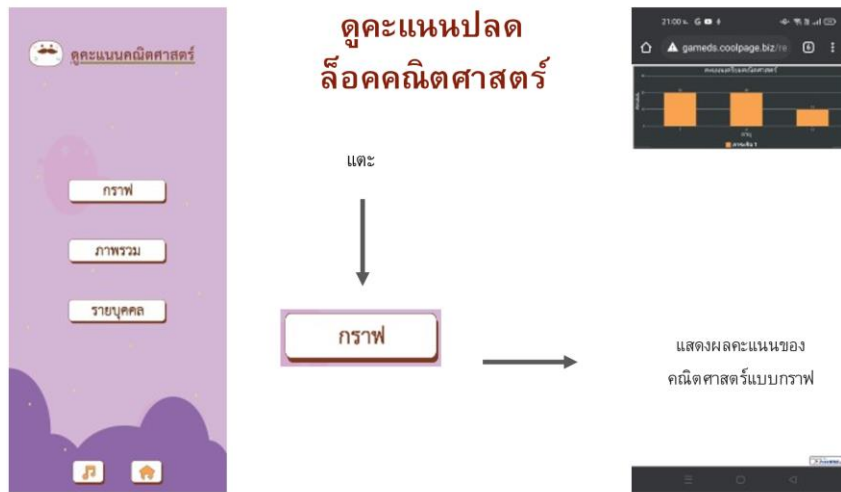 ดูคะแนนคณิตศาสตร์
กราฟ
ภาพรวม
รายบุคคล
ดูคะแนนปลด
ล็อคคณิตศาสตร์
แตะ
กราฟ
21:00
gameds.coolpage.biz/re
แสดงผลคะแนนของ
คณิตศาสตร์แบบกราฟ